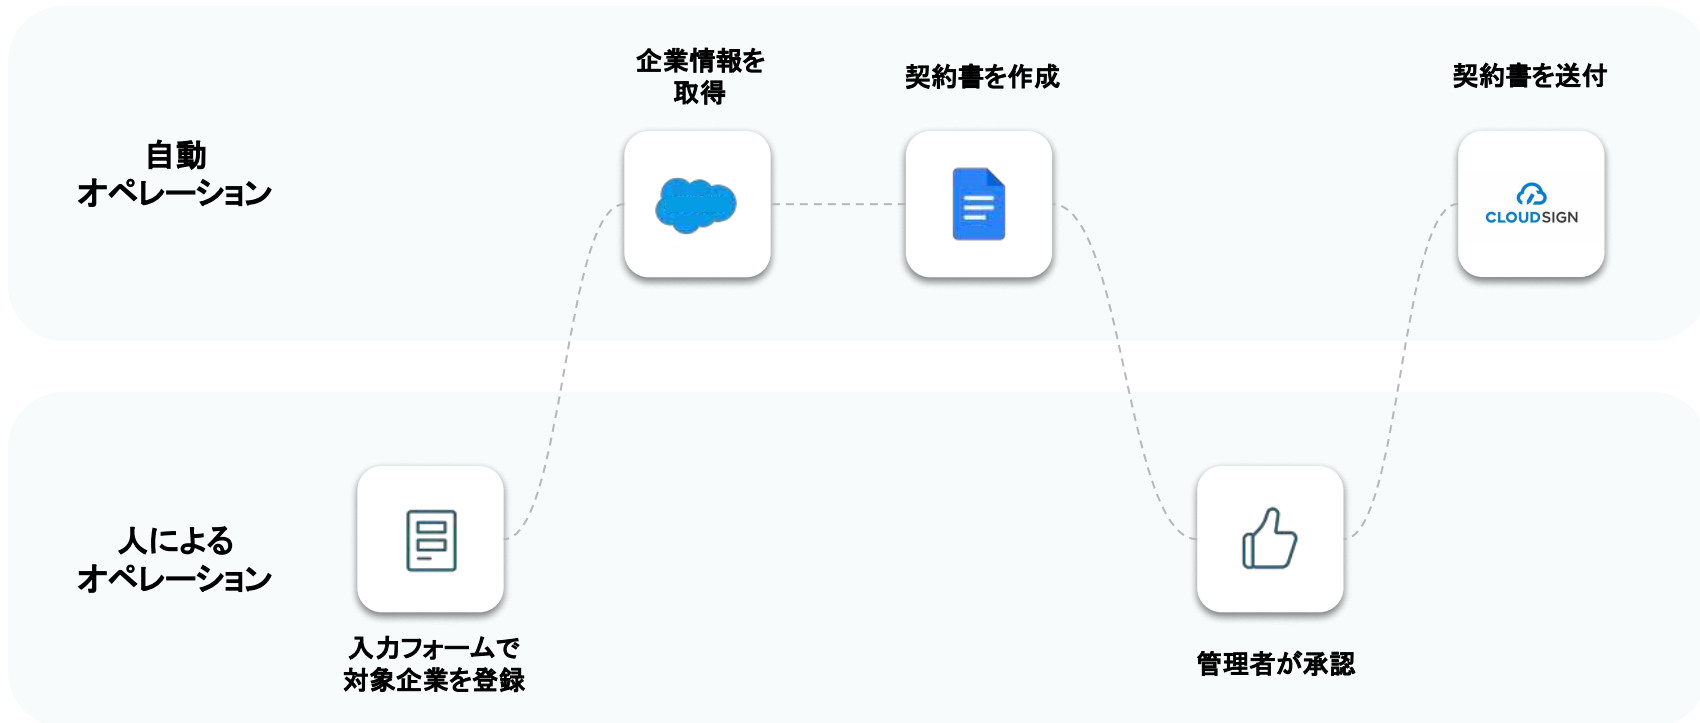 企業情報を
取得
契約書を作成
契約書を送付
自動
オペレーション
CLOUDSIGN
人による
オペレーション
入力フォームで
対象企業を登録
管理者が承認